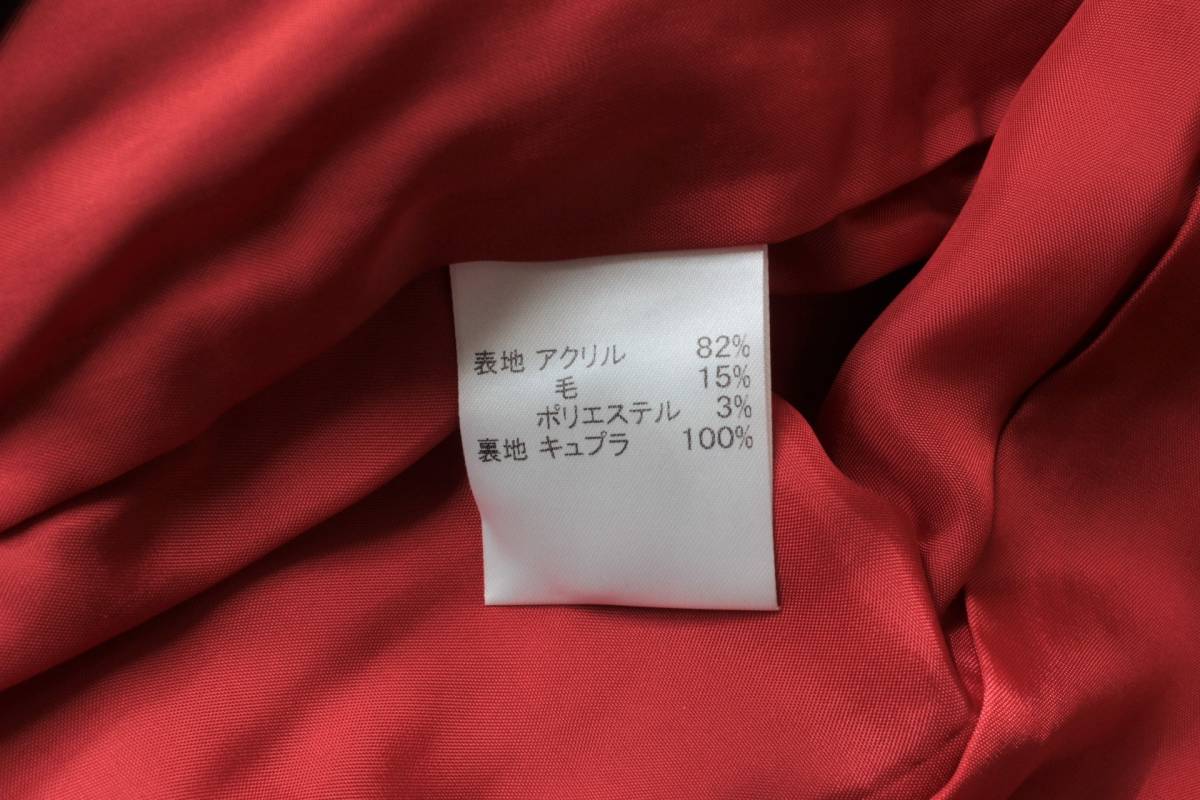 表地 アクリル 82%
毛 15%
ポリエステル 3%
裏地 キュプラ 100%